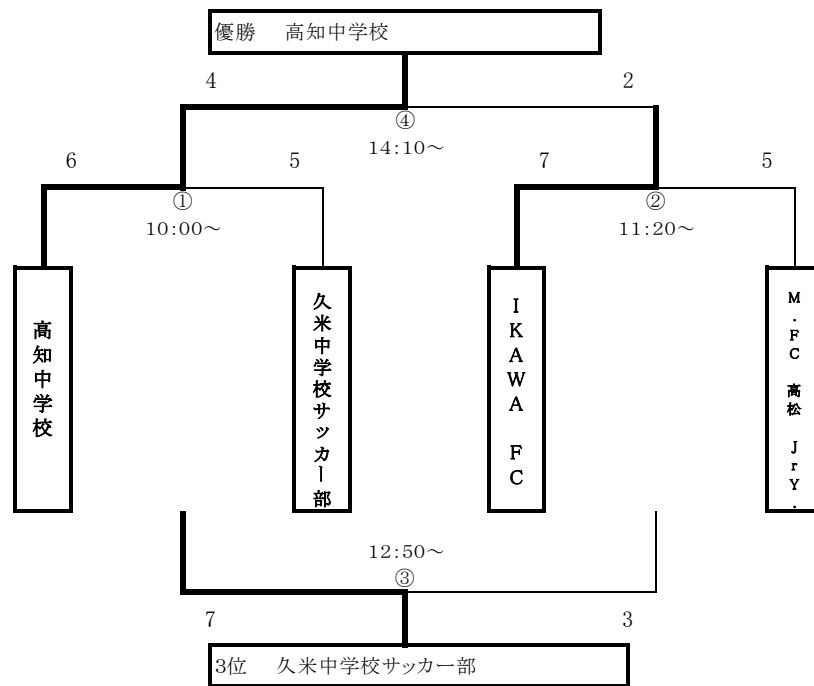 優勝 高知中学校
4 2
④
14:10～
6 5 7 5
① ②
10:00～ 11:20～
高知中学校
久米中学校サッカー部
IKAWA FC
M.FC 高松 JrY.
12:50～
③
7 3
3位 久米中学校サッカー部